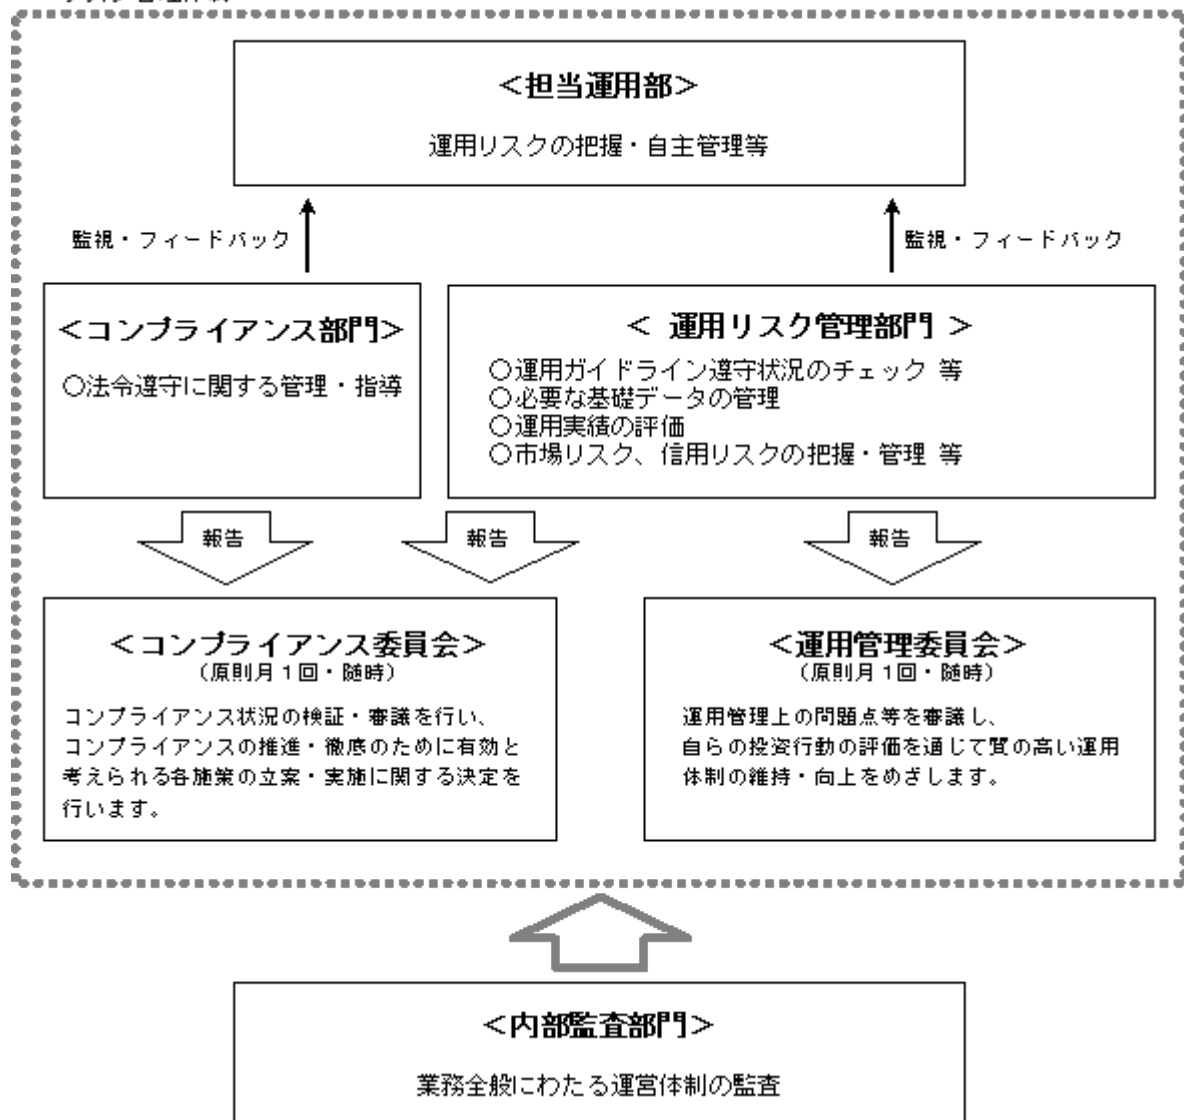 ＜担当運用部＞
運用リスクの把握・自主管理等
監視・フィードバック
監視・フィードバック
＜コンプライアンス部門＞
○法令遵守に関する管理・指導
＜ 運用リスク管理部門 ＞
○運用ガイドライン遵守状況のチェック 等
○必要な基礎データの管理
○運用実績の評価
○市場リスク、信用リスクの把握・管理 等
報告
報告
報告
＜コンプライアンス委員会＞
（原則月１回・随時）
コンプライアンス状況の検証・審議を行い、
コンプライアンスの推進・徹底のために有効と
考えられる各施策の立案・実施に関する決定を
行います。
＜運用管理委員会＞
（原則月１回・随時）
運用管理上の問題点等を審議し、
自らの投資行動の評価を通じて質の高い運用
体制の維持・向上をめざします。
＜内部監査部門＞
業務全般にわたる運営体制の監査